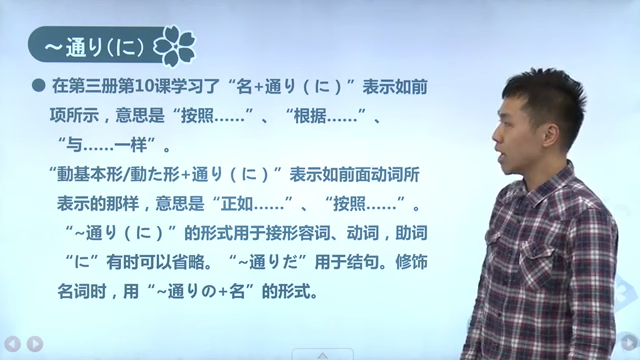 ～通り(に)
● 在第三册第10课学习了“名+通り（に）”表示如前
项所示，意思是“按照……”、“根据……”、
“与……一样”。
“動基本形/動た形+通り（に）”表示如前面动词所
表示的那样，意思是“正如……”、“按照……”。
“~通り（に）”的形式用于接形容词、动词，助词
“に”有时可以省略。“~通りだ”用于结句。修饰
名词时，用“~通りの+名”的形式。